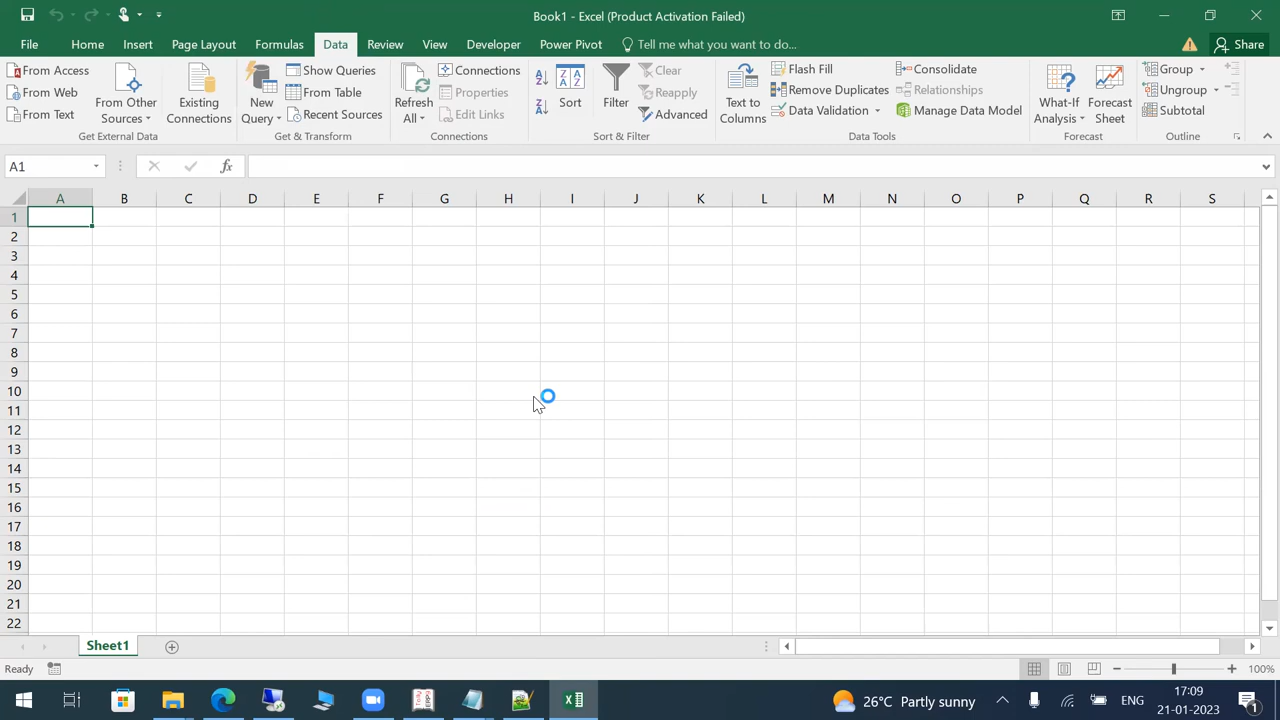 Book1 - Excel (Product Activation Failed)
File Home Insert Page Layout Formulas Data Review View Developer Power Pivot Tell me what you want to do... Share
From Access
From Web
From Text
From Other Sources
Existing Connections
Get External Data
New Query
Show Queries
From Table
Recent Sources
Get & Transform
Refresh All
Connections
Properties
Edit Links
Connections
Sort
Filter
Clear
Reapply
Advanced
Sort & Filter
Text to Columns
Flash Fill
Remove Duplicates
Data Validation
Consolidate
Relationships
Manage Data Model
Data Tools
What-If Analysis
Forecast Sheet
Forecast
Group
Ungroup
Subtotal
Outline
A1
fx
A B C D E F G H I J K L M N O P Q R S
1
2
3
4
5
6
7
8
9
10
11
12
13
14
15
16
17
18
19
20
21
22
Sheet1
Ready
100%
26°C Partly sunny
ENG
17:09
21-01-2023
1